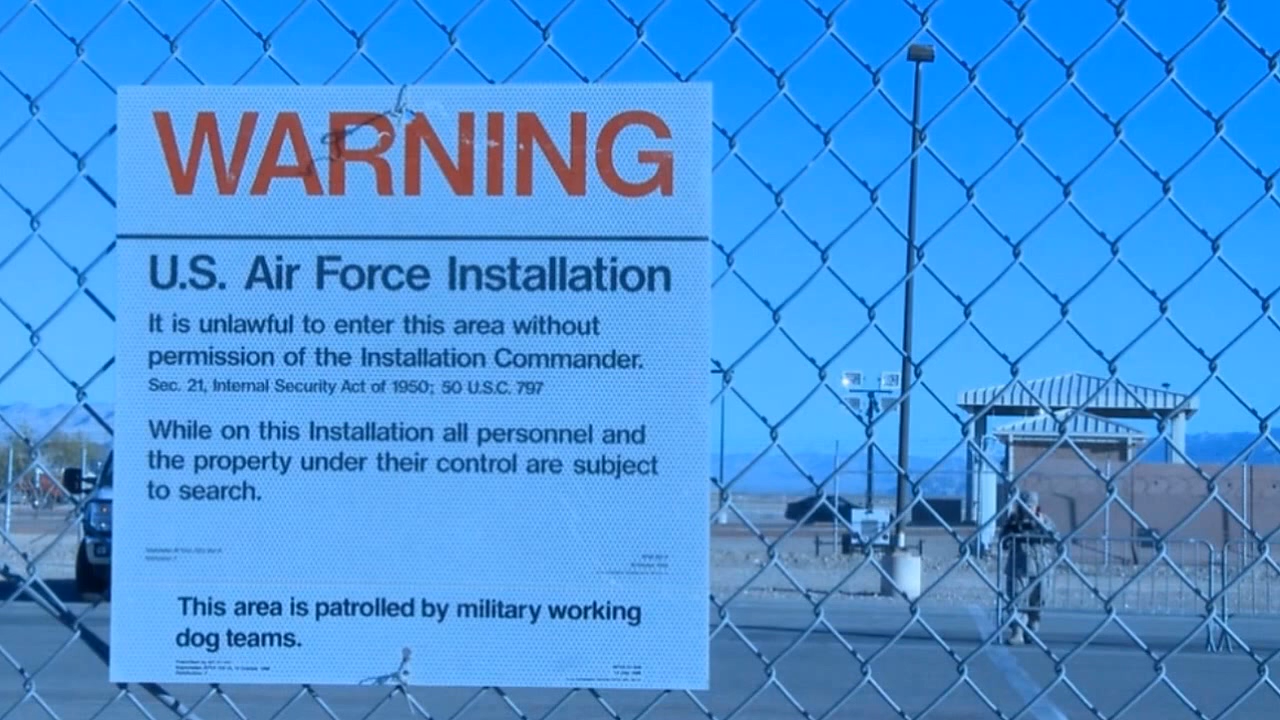 WARNING
U.S. Air Force Installation
It is unlawful to enter this area without
permission of the Installation Commander.
Sec. 21, Internal Security Act of 1950; 50 U.S.C. 797
While on this Installation all personnel and
the property under their control are subject
to search.
This area is patrolled by military working
dog teams.